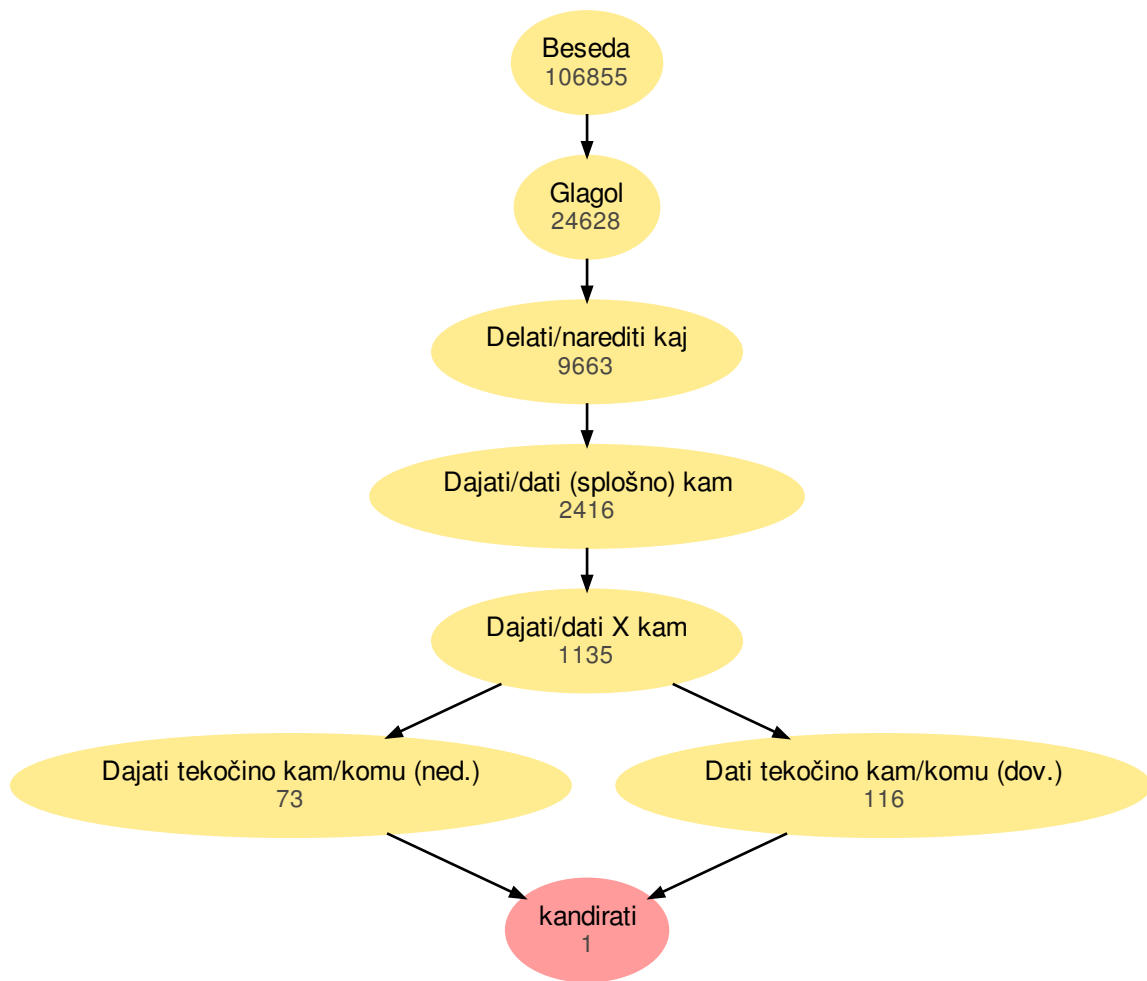 Beseda
106855
Glagol
24628
Delati/narediti kaj
9663
Dajati/dati (splošno) kam
2416
Dajati/dati X kam
1135
Dajati tekočino kam/komu (ned.)
73
Dati tekočino kam/komu (dov.)
116
kandirati
1